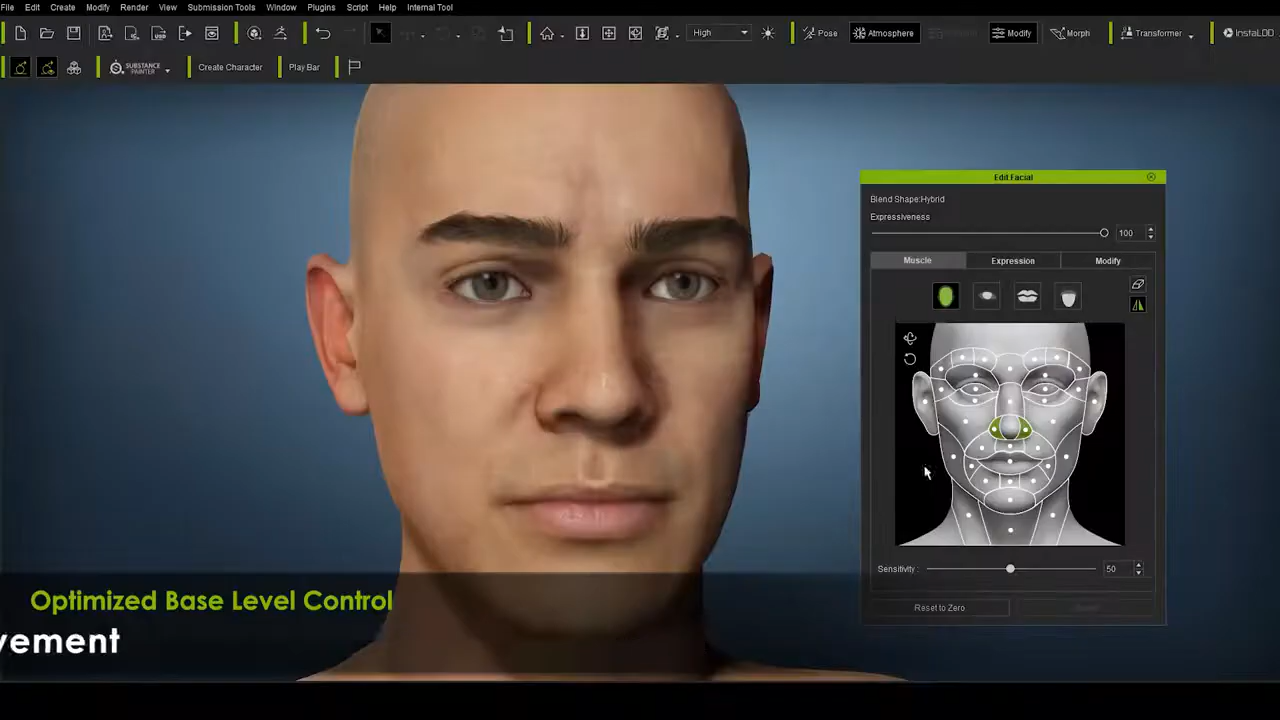 File Edit Create Modify Render View Submission Tools Window Plugins Script Help Internal Tool
High Pose Atmosphere Modify Morph Transformer InstaLOD
SUBSTANCE PAINTER Create Character Play Bar
Edit Facial
Blend Shape:Hybrid
Expressiveness
100
Muscle Expression Modify
Sensitivity : 50
Reset to Zero
Optimized Base Level Control
vement